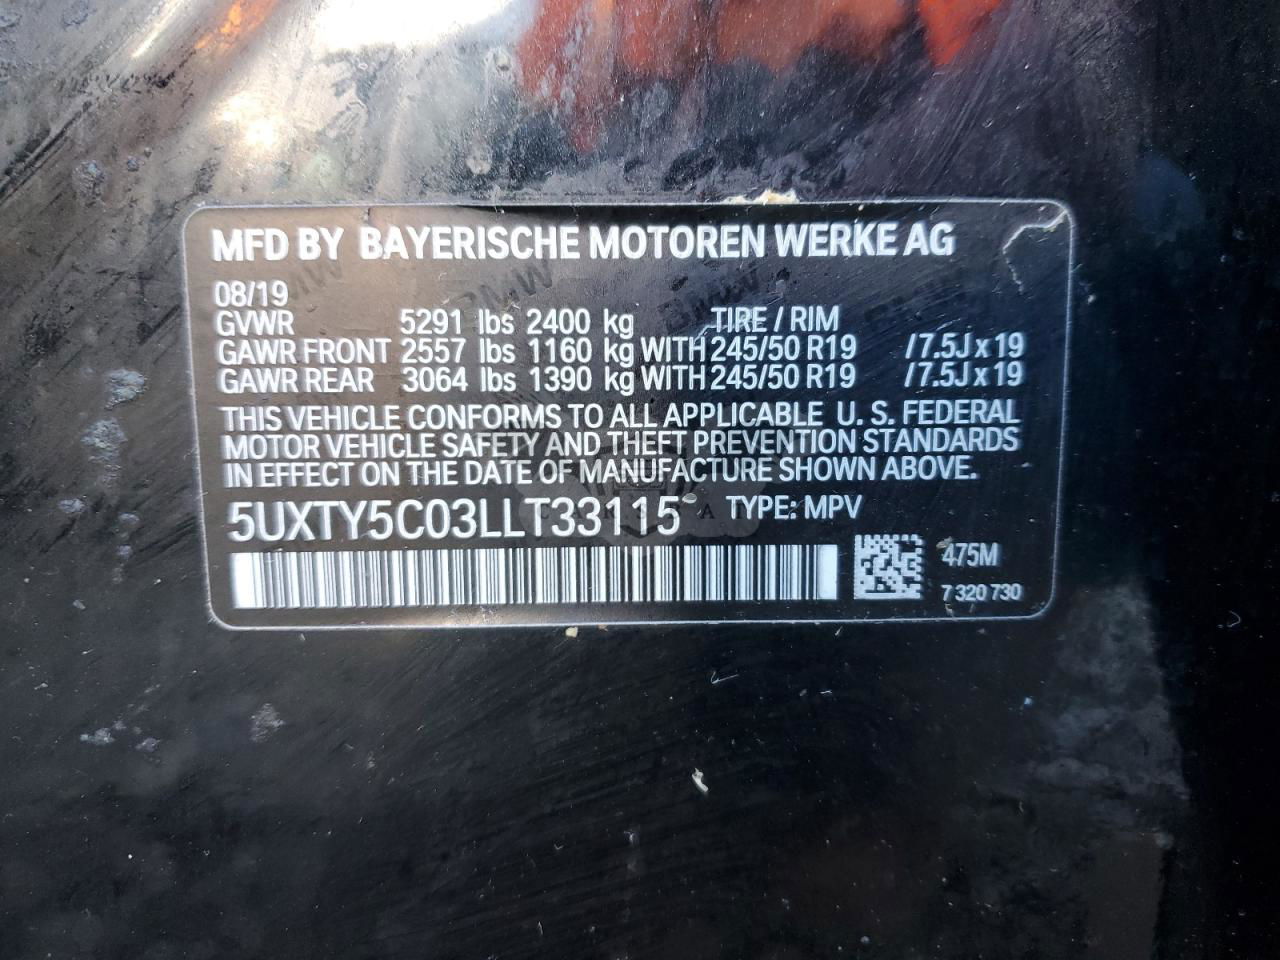 MFD BY BAYERISCHE MOTOREN WERKE AG
08/19
GVWR 5291 lbs 2400 kg TIRE / RIM
GAWR FRONT 2557 lbs 1160 kg WITH 245/50 R19 / 7.5J x 19
GAWR REAR 3064 lbs 1390 kg WITH 245/50 R19 / 7.5J x 19
THIS VEHICLE CONFORMS TO ALL APPLICABLE U. S. FEDERAL
MOTOR VEHICLE SAFETY AND THEFT PREVENTION STANDARDS
IN EFFECT ON THE DATE OF MANUFACTURE SHOWN ABOVE.
5UXTY5C03LLT33115 TYPE: MPV
475M
7 320 730